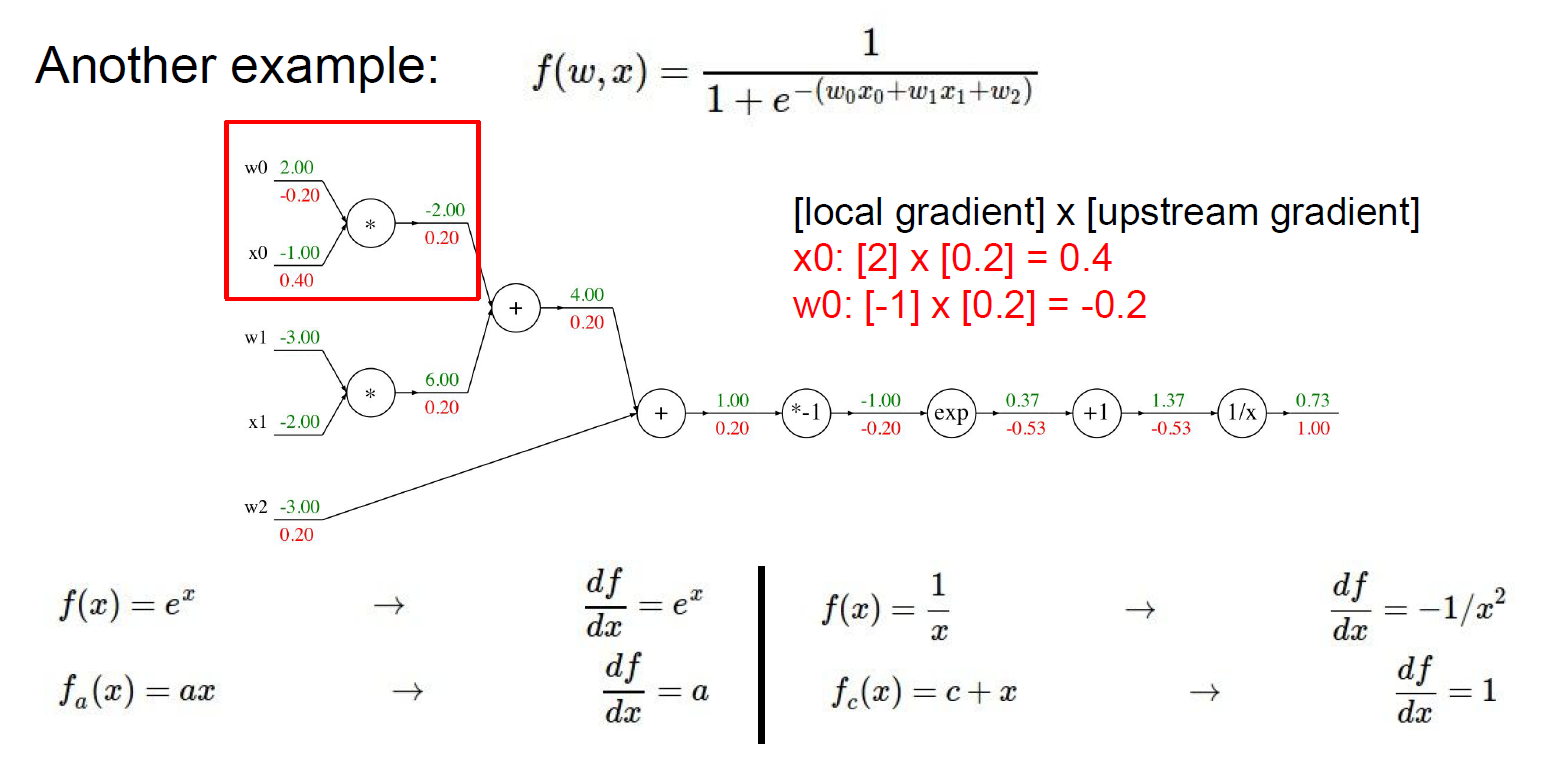 Another example: f(w, x) = 1 / (1 + e^{-(w_0x_0+w_1x_1+w_2)})
w0 2.00
-0.20
*
-2.00
0.20
x0 -1.00
0.40
[local gradient] x [upstream gradient]
x0: [2] x [0.2] = 0.4
w0: [-1] x [0.2] = -0.2
+
4.00
0.20
w1 -3.00
*
6.00
0.20
x1 -2.00
+
1.00
0.20
*-1
-1.00
-0.20
exp
0.37
-0.53
+1
1.37
-0.53
1/x
0.73
1.00
w2 -3.00
0.20
f(x) = e^x → df/dx = e^x
f_a(x) = ax → df/dx = a
f(x) = 1/x → df/dx = -1/x^2
f_c(x) = c + x → df/dx = 1